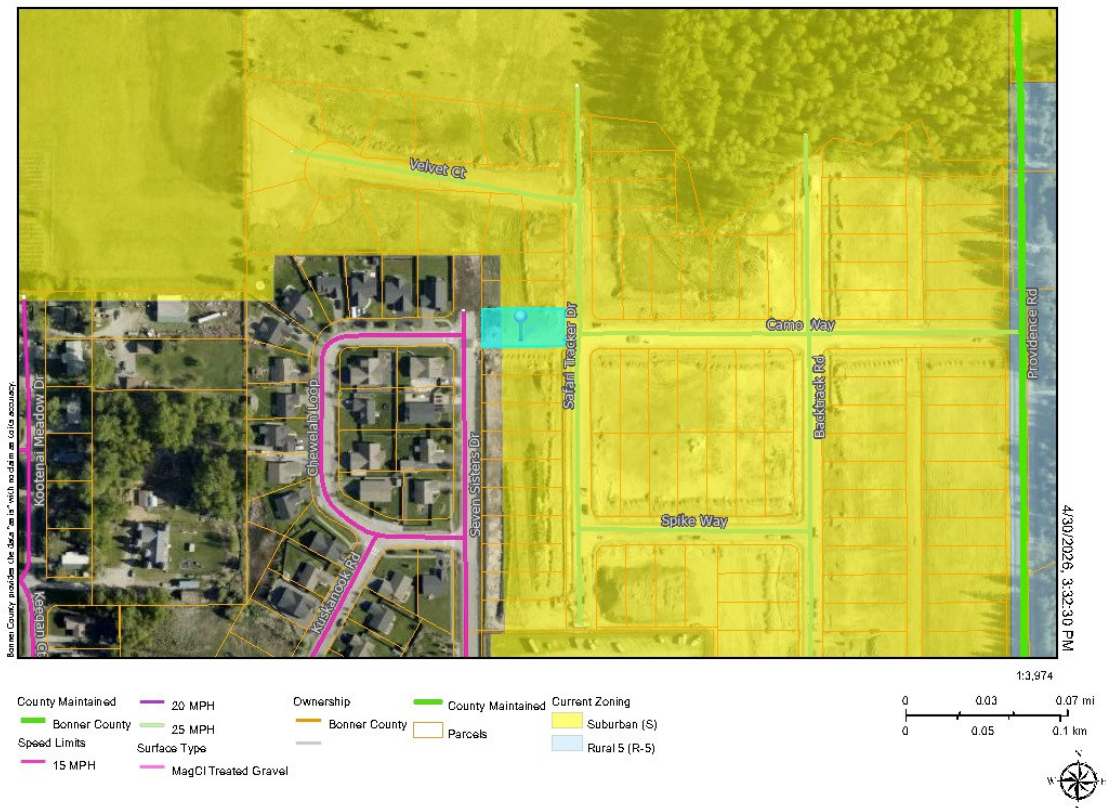 Velvet Ct
Camo Way
Safari Tracker Dr
Backtrack Rd
Providence Rd
Kootenai Meadow Dr
Chewelah Loop
Seven Sisters Dr
Spike Way
Kuskanook Rd
Keegan Ct
Bonner County provides the data "as is" with no claim as to its accuracy.
4/30/2026, 3:32:30 PM
1:3,974
County Maintained
Bonner County
Speed Limits
15 MPH
20 MPH
25 MPH
Surface Type
MagCl Treated Gravel
Ownership
Bonner County
County Maintained
Parcels
Current Zoning
Suburban (S)
Rural 5 (R-5)
0 0.03 0.07 mi
0 0.05 0.1 km
N
W E